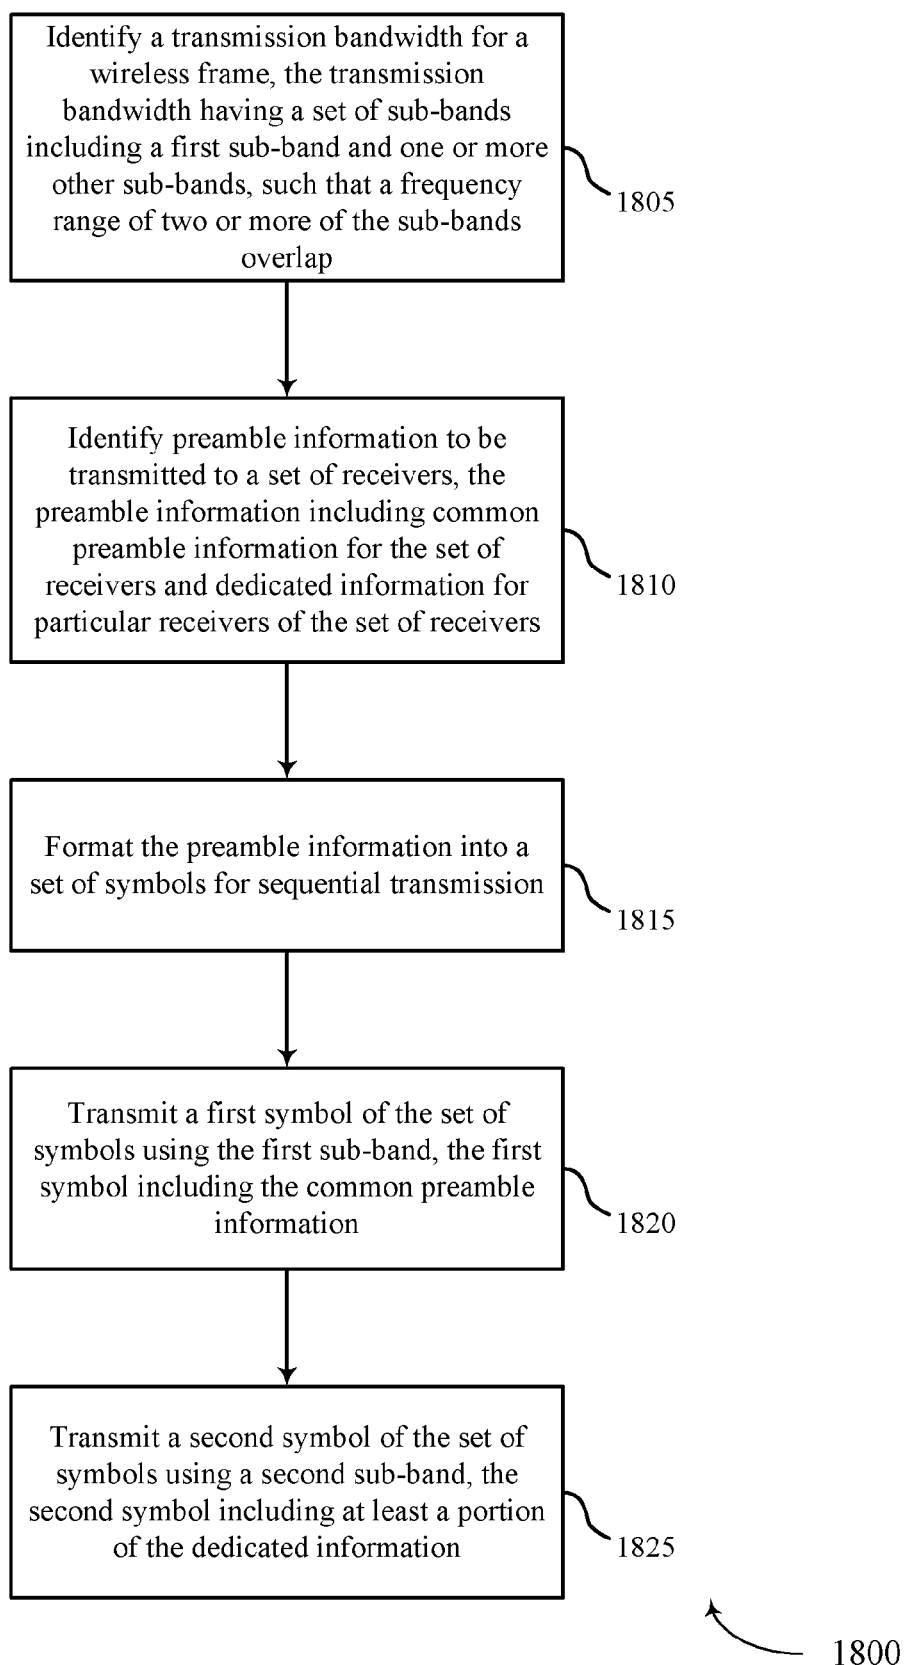 Identify a transmission bandwidth for a
wireless frame, the transmission
bandwidth having a set of sub-bands
including a first sub-band and one or more
other sub-bands, such that a frequency
range of two or more of the sub-bands
overlap
1805
Identify preamble information to be
transmitted to a set of receivers, the
preamble information including common
preamble information for the set of
receivers and dedicated information for
particular receivers of the set of receivers
1810
Format the preamble information into a
set of symbols for sequential transmission
1815
Transmit a first symbol of the set of
symbols using the first sub-band, the first
symbol including the common preamble
information
1820
Transmit a second symbol of the set of
symbols using a second sub-band, the
second symbol including at least a portion
of the dedicated information
1825
1800